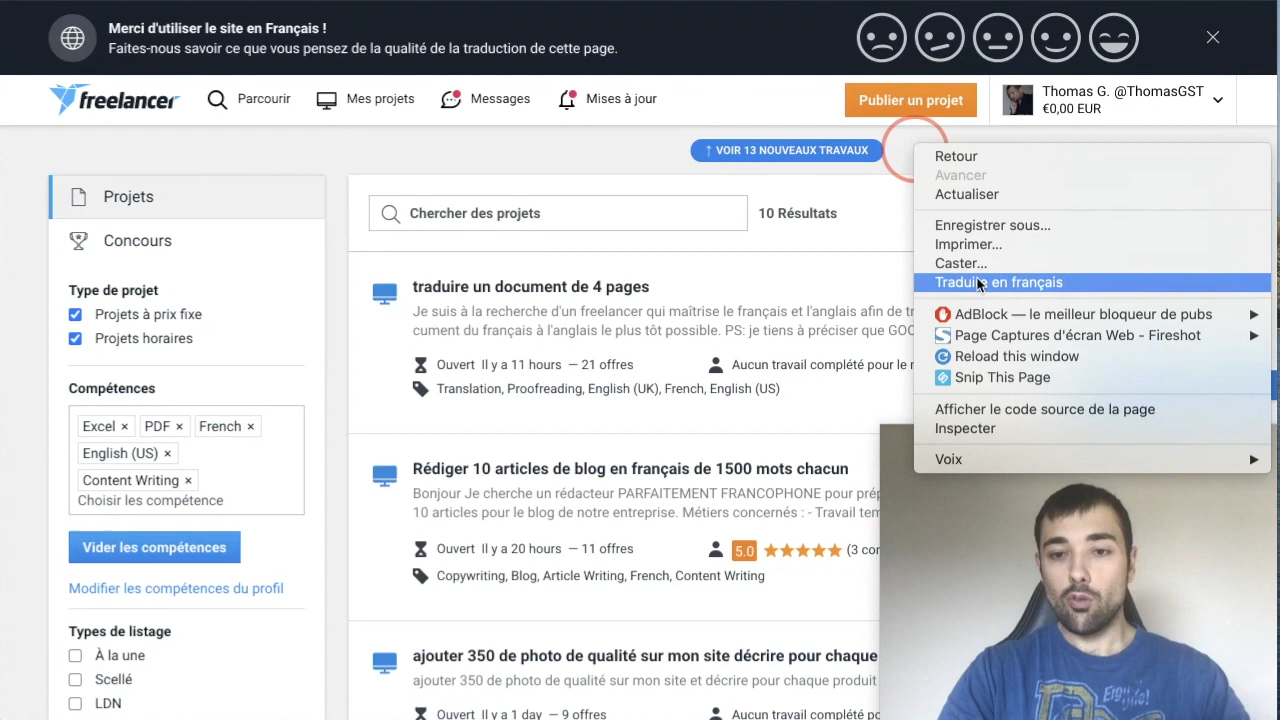 Merci d'utiliser le site en Français !
Faites-nous savoir ce que vous pensez de la qualité de la traduction de cette page.
freelancer
Parcourir
Mes projets
Messages
Mises à jour
Publier un projet
Thomas G. @ThomasGST
€0,00 EUR
↑ VOIR 13 NOUVEAUX TRAVAUX
Projets
Concours
Type de projet
Projets à prix fixe
Projets horaires
Compétences
Excel ×
PDF ×
French ×
English (US) ×
Content Writing ×
Choisir les compétence
Vider les compétences
Modifier les compétences du profil
Types de listage
À la une
Scellé
LDN
Chercher des projets
10 Résultats
traduire un document de 4 pages
Je suis à la recherche d'un freelancer qui maîtrise le français et l'anglais afin de tr
cument du français à l'anglais le plus tôt possible. PS: je tiens à préciser que GOO
Ouvert Il y a 11 hours — 21 offres
Aucun travail complété pour le m
Translation, Proofreading, English (UK), French, English (US)
Rédiger 10 articles de blog en français de 1500 mots chacun
Bonjour Je cherche un rédacteur PARFAITEMENT FRANCOPHONE pour prép
10 articles pour le blog de notre entreprise. Métiers concernés : - Travail tem
Ouvert Il y a 20 hours — 11 offres
5.0
(3 com
Copywriting, Blog, Article Writing, French, Content Writing
ajouter 350 de photo de qualité sur mon site décrire pour chaque
ajouter 350 de photo de qualité sur mon site et décrire pour chaque produit
Ouvert Il y a 1 day — 9 offres
Aucun travail complété pou
Retour
Avancer
Actualiser
Enregistrer sous...
Imprimer...
Caster...
Traduire en français
AdBlock — le meilleur bloqueur de pubs
Page Captures d'écran Web - Fireshot
Reload this window
Snip This Page
Afficher le code source de la page
Inspecter
Voix